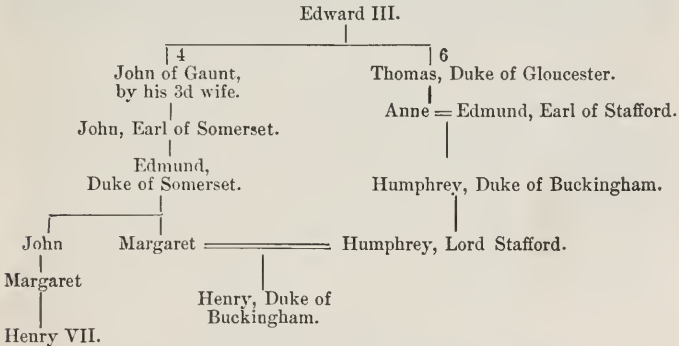 Edward III.
4
6
John of Gaunt,
by his 3d wife.
Thomas, Duke of Gloucester.
Anne = Edmund, Earl of Stafford.
John, Earl of Somerset.
Edmund,
Duke of Somerset.
Humphrey, Duke of Buckingham.
John
Margaret
Humphrey, Lord Stafford.
Margaret
Henry, Duke of
Buckingham.
Henry VII.